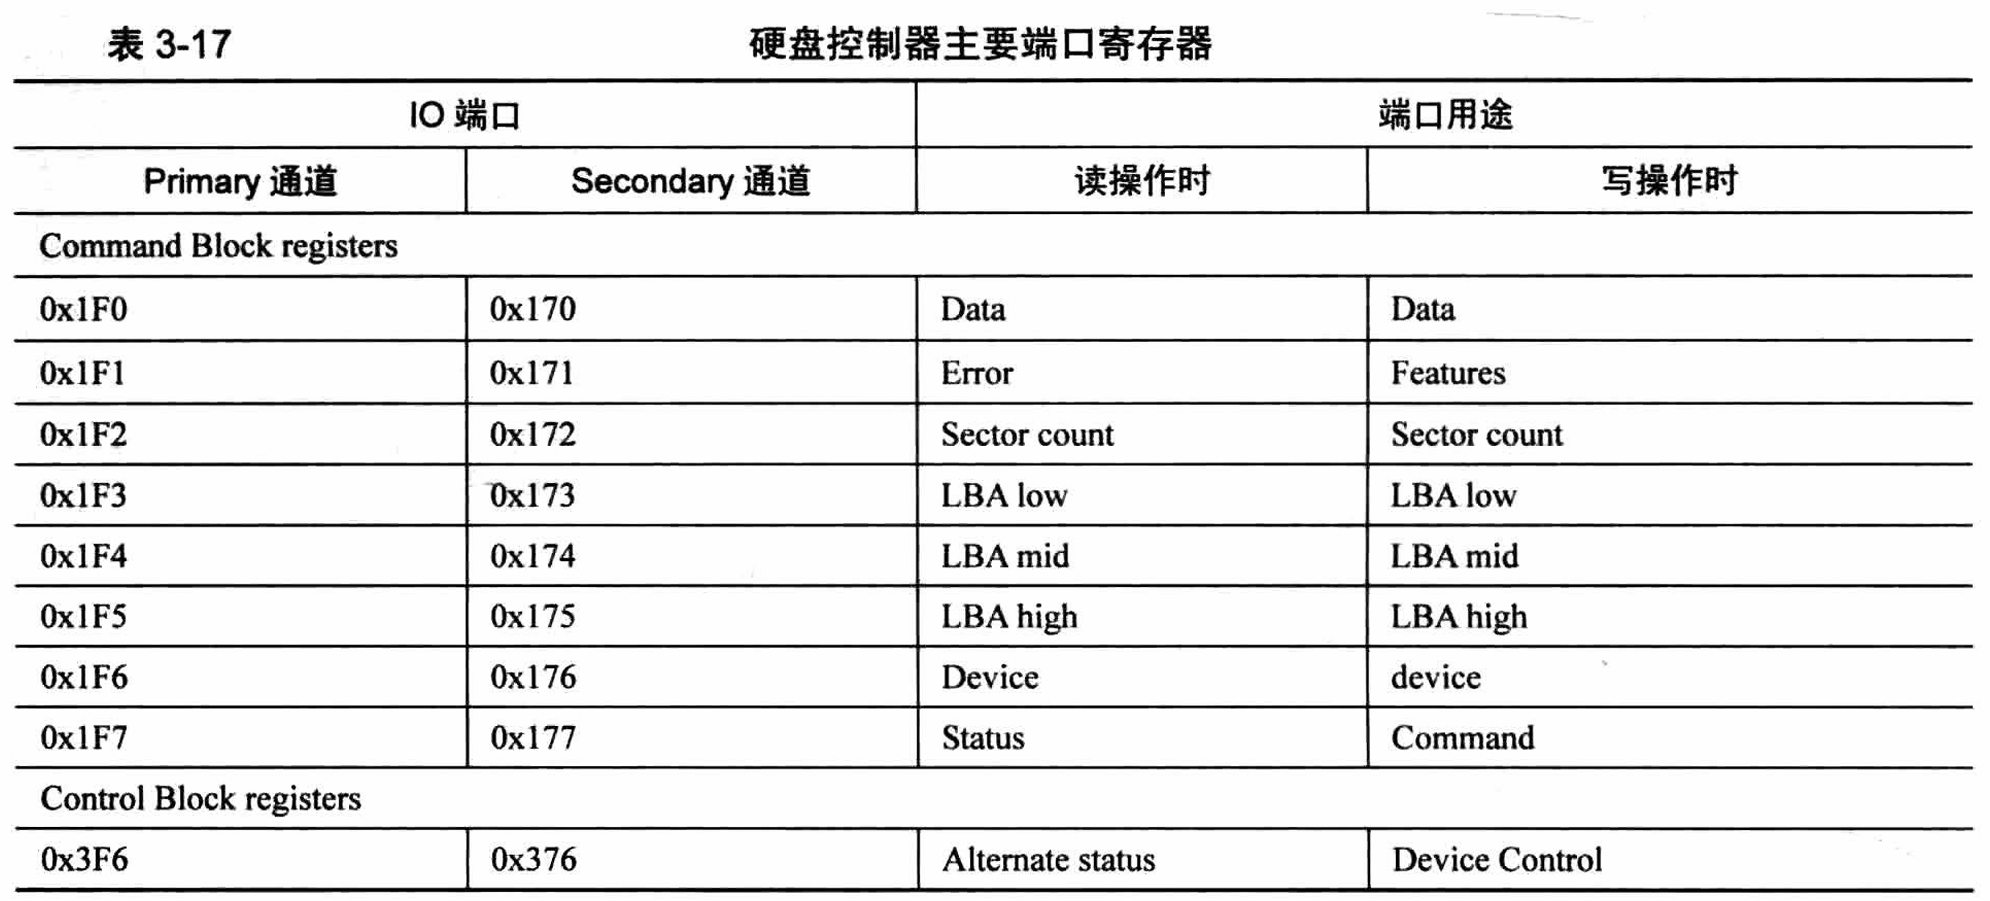 表 3-17 硬盘控制器主要端口寄存器
IO 端口 端口用途
Primary 通道 Secondary 通道 读操作时 写操作时
Command Block registers
0x1F0 0x170 Data Data
0x1F1 0x171 Error Features
0x1F2 0x172 Sector count Sector count
0x1F3 0x173 LBA low LBA low
0x1F4 0x174 LBA mid LBA mid
0x1F5 0x175 LBA high LBA high
0x1F6 0x176 Device device
0x1F7 0x177 Status Command
Control Block registers
0x3F6 0x376 Alternate status Device Control